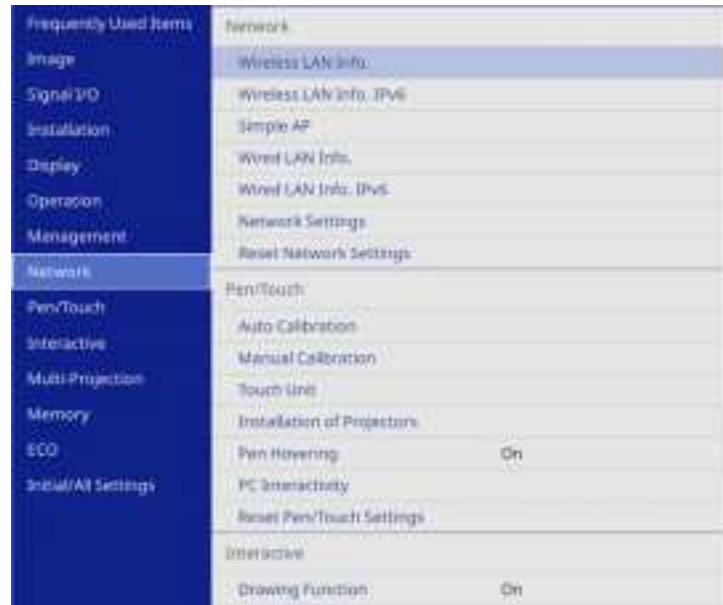 Frequently Used Items
Image
Signal I/O
Installation
Display
Operation
Management
Network
Pen/Touch
Interactive
Multi-Projection
Memory
ECO
Initial/All Settings
Network
Wireless LAN Info.
Wireless LAN Info. IPv6
Simple AP
Wired LAN Info.
Wired LAN Info. IPv6
Network Settings
Reset Network Settings
Pen/Touch
Auto Calibration
Manual Calibration
Touch Unit
Installation of Projectors
Pen Hovering On
PC Interactivity
Reset Pen/Touch Settings
Interactive
Drawing Function On